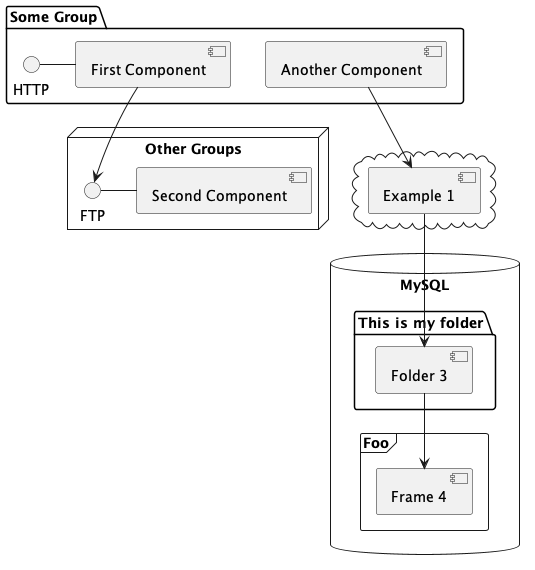 Some Group
First Component
Another Component
HTTP
Other Groups
Second Component
FTP
Example 1
MySQL
This is my folder
Folder 3
Foo
Frame 4